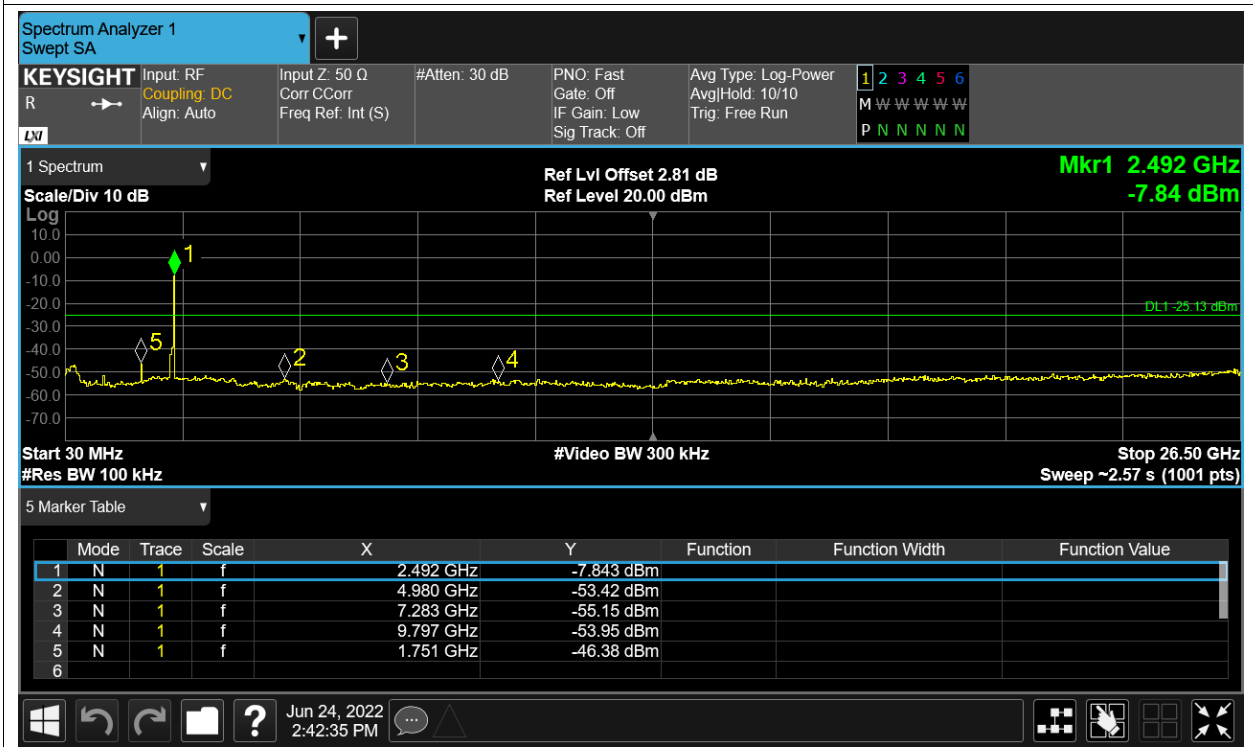 Spectrum Analyzer 1
Swept SA
KEYSIGHT
R
LXI
Input: RF
Coupling: DC
Align: Auto
Input Z: 50 Ω
Corr CCorr
Freq Ref: Int (S)
#Atten: 30 dB
PNO: Fast
Gate: Off
IF Gain: Low
Sig Track: Off
Avg Type: Log-Power
Avg|Hold: 10/10
Trig: Free Run
1 2 3 4 5 6
M W W W W W
P N N N N N
1 Spectrum
Scale/Div 10 dB
Ref Lvl Offset 2.81 dB
Ref Level 20.00 dBm
Mkr1 2.492 GHz
-7.84 dBm
Log
10.0
0.00
-10.0
-20.0
-30.0
-40.0
-50.0
-60.0
-70.0
1
5
2
3
4
DL1 -25.13 dBm
Start 30 MHz
#Video BW 300 kHz
Stop 26.50 GHz
#Res BW 100 kHz
Sweep ~2.57 s (1001 pts)
5 Marker Table
Mode Trace Scale X Y Function Function Width Function Value
1 N 1 f 2.492 GHz -7.843 dBm
2 N 1 f 4.980 GHz -53.42 dBm
3 N 1 f 7.283 GHz -55.15 dBm
4 N 1 f 9.797 GHz -53.95 dBm
5 N 1 f 1.751 GHz -46.38 dBm
6
?
Jun 24, 2022
2:42:35 PM